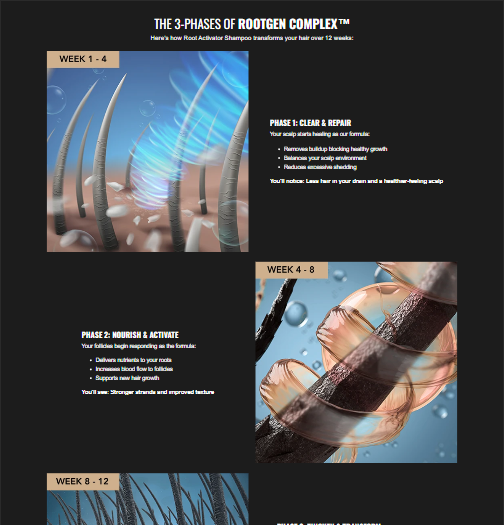 THE 3-PHASES OF ROOTGEN COMPLEX™
Here's how Root Activator Shampoo transforms your hair over 12 weeks:
WEEK 1 - 4
PHASE 1: CLEAR & REPAIR
Your scalp starts healing as our formula:
• Removes buildup blocking healthy growth
• Balances your scalp environment
• Reduces excessive shedding
You'll notice: Less hair in your drain and a healthier-feeling scalp
WEEK 4 - 8
PHASE 2: NOURISH & ACTIVATE
Your follicles begin responding as the formula:
• Delivers nutrients to your roots
• Increases blood flow to follicles
• Supports new hair growth
You'll see: Stronger strands and improved texture
WEEK 8 - 12